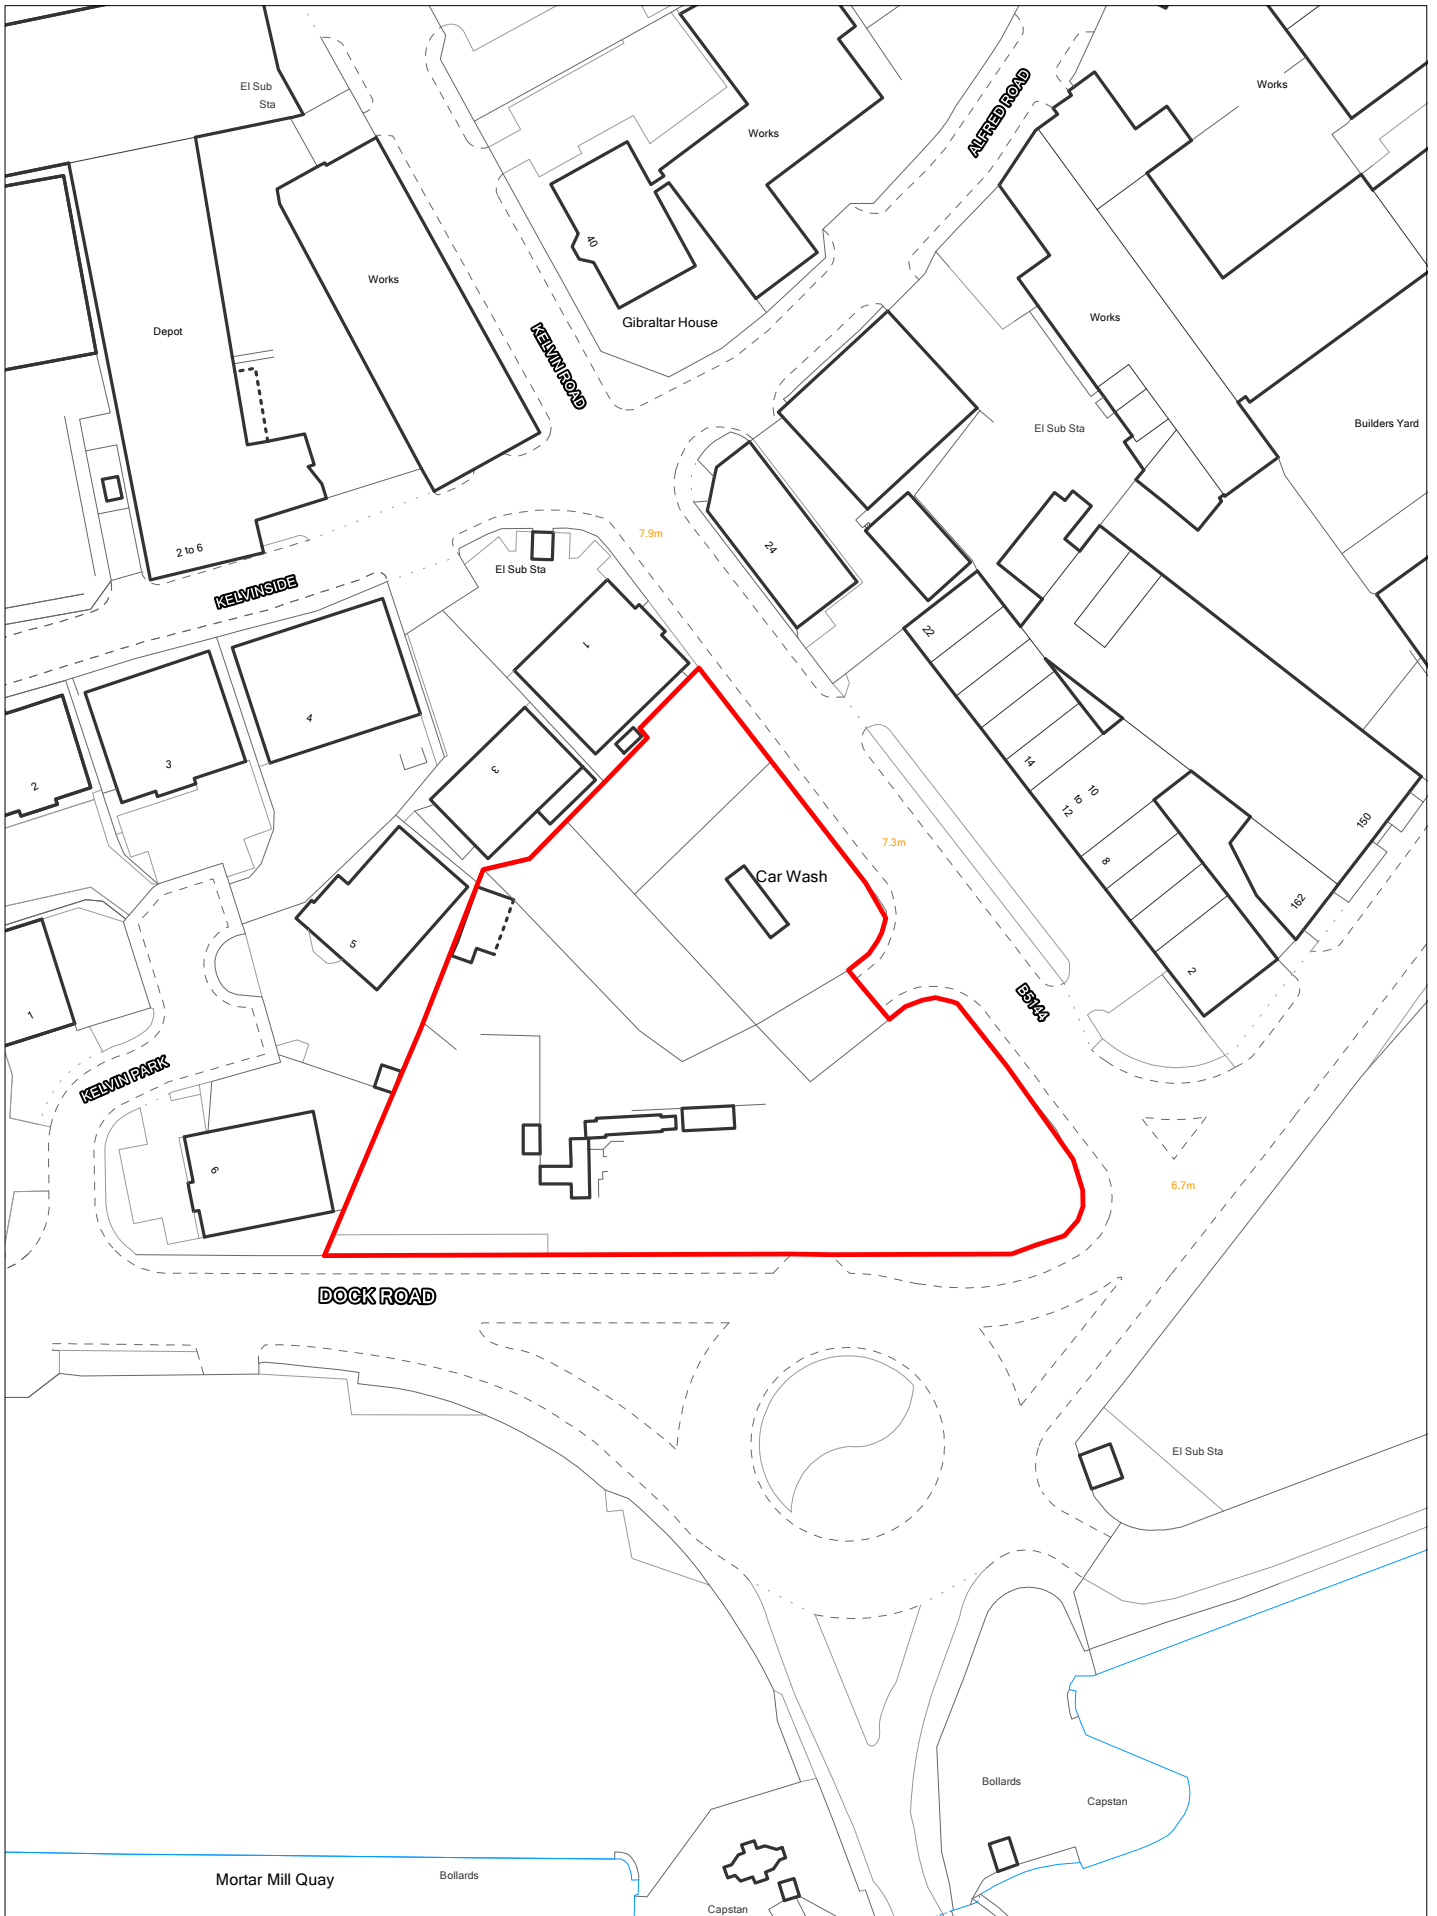 El Sub
Sta
Works
ALFRED ROAD
Works
40
Works
Depot
Gibraltar House
Works
KELVIN ROAD
El Sub Sta
Builders Yard
7.9m
24
2 to 6
El Sub Sta
KELVINSIDE
22
1
4
3
2
3
14
10
to
12
150
7.3m
8
Car Wash
162
5
2
B5144
1
KELVIN PARK
6
6.7m
DOCK ROAD
El Sub Sta
Bollards
Capstan
Mortar Mill Quay
Bollards
Capstan